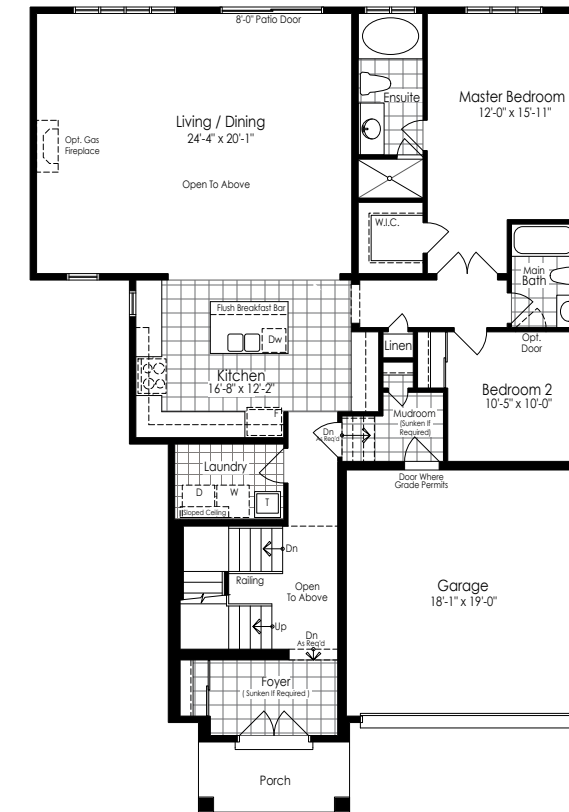 8'-0" Patio Door
Living / Dining
24'-4" x 20'-1"
Opt. Gas
Fireplace
Open To Above
Ensuite
Master Bedroom
12'-0" x 15'-11"
W.I.C.
Main
Bath
Opt.
Door
Flush Breakfast Bar
Dw
Linen
Kitchen
16'-8" x 12'-2"
F
Bedroom 2
10'-5" x 10'-0"
Mudroom
(Sunken If
Required)
Dn
As Req'd
Door Where
Grade Permits
Laundry
D
W
T
Sloped Ceiling
Dn
Railing
Open
To Above
Up
Dn
As Req'd
Garage
18'-1" x 19'-0"
Foyer
( Sunken If Required )
Porch